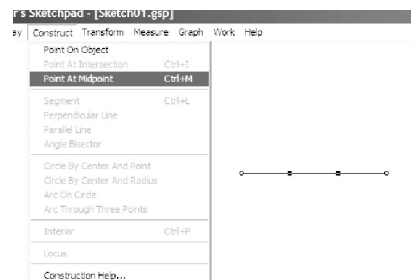 r's Sketchpad - [Sketch01.gsp]
ay Construct Transform Measure Graph Work Help
Point On Object
Point At Intersection Ctrl+I
Point At Midpoint Ctrl+M
Segment Ctrl+L
Perpendicular Line
Parallel Line
Angle Bisector
Circle By Center And Point
Circle By Center And Radius
Arc On Circle
Arc Through Three Points
Interior Ctrl+P
Locus
Construction Help...